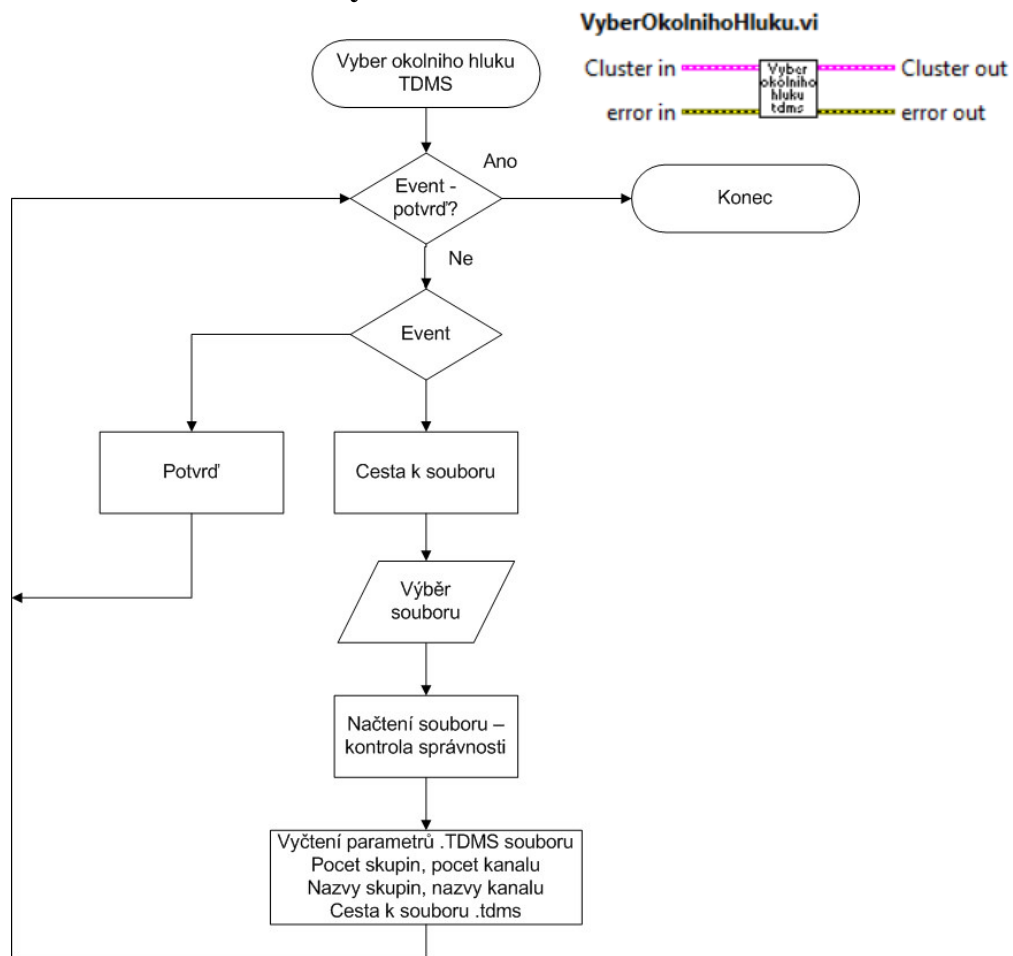 VyberOkolnihoHluku.vi
Cluster in
Vyber
okolniho
hluku
tdms
Cluster out
error in
error out
Vyber okolniho hluku
TDMS
Ano
Event -
potvrď?
Konec
Ne
Event
Potvrď
Cesta k souboru
Výběr
souboru
Načtení souboru –
kontrola správnosti
Vyčtení parametrů .TDMS souboru
Pocet skupin, pocet kanalu
Nazvy skupin, nazvy kanalu
Cesta k souboru .tdms